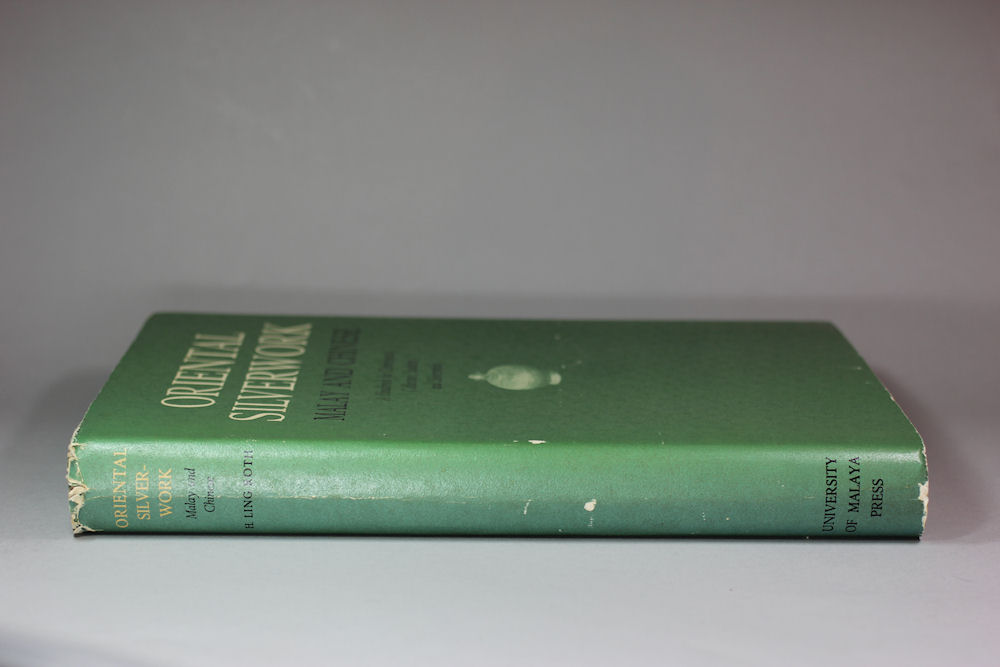 ORIENTAL
SILVERWORK
MALAY AND CHINESE
ORIENTAL
SILVER-
WORK
Malay and
Chinese
H LING ROTH
UNIVERSITY
OF MALAYA
PRESS